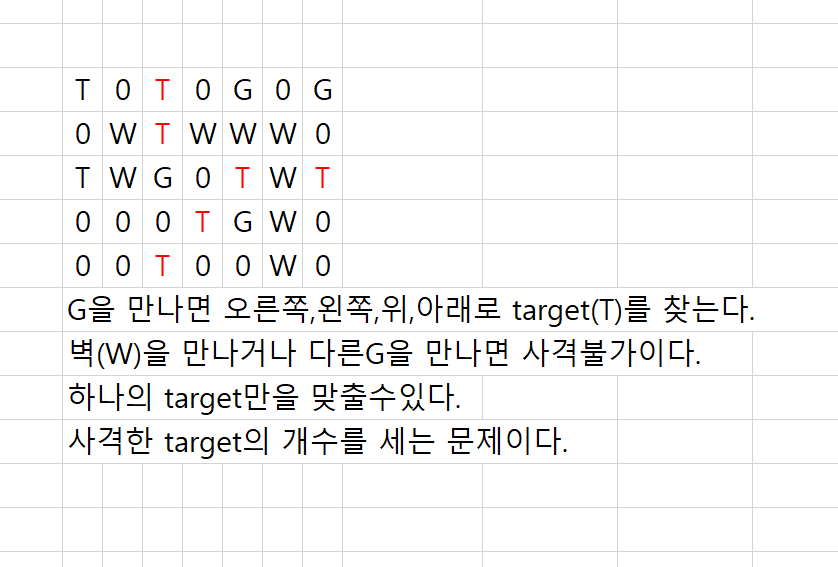 T 0 T 0 G 0 G
0 W T W W W 0
T W G 0 T W T
0 0 0 T G W 0
0 0 T 0 0 W 0
G을 만나면 오른쪽,왼쪽,위,아래로 target(T)를 찾는다.
벽(W)을 만나거나 다른G을 만나면 사격불가이다.
하나의 target만을 맞출수있다.
사격한 target의 개수를 세는 문제이다.